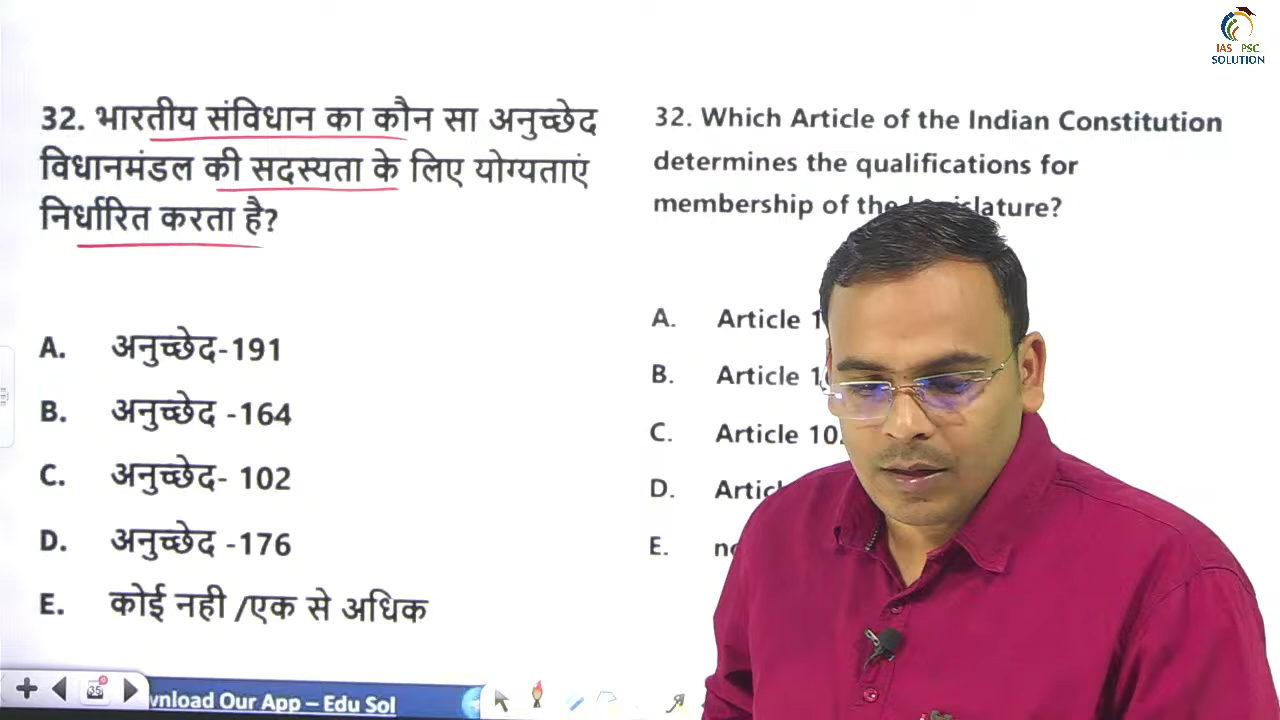 IAS PSC
SOLUTION
32. भारतीय संविधान का कौन सा अनुच्छेद
विधानमंडल की सदस्यता के लिए योग्यताएं
निर्धारित करता है?
A. अनुच्छेद-191
B. अनुच्छेद -164
C. अनुच्छेद- 102
D. अनुच्छेद -176
E. कोई नही /एक से अधिक
32. Which Article of the Indian Constitution
determines the qualifications for
membership of the
A. Article
B. Article
C. Article
D.
E.
35
Our App – Edu Sol